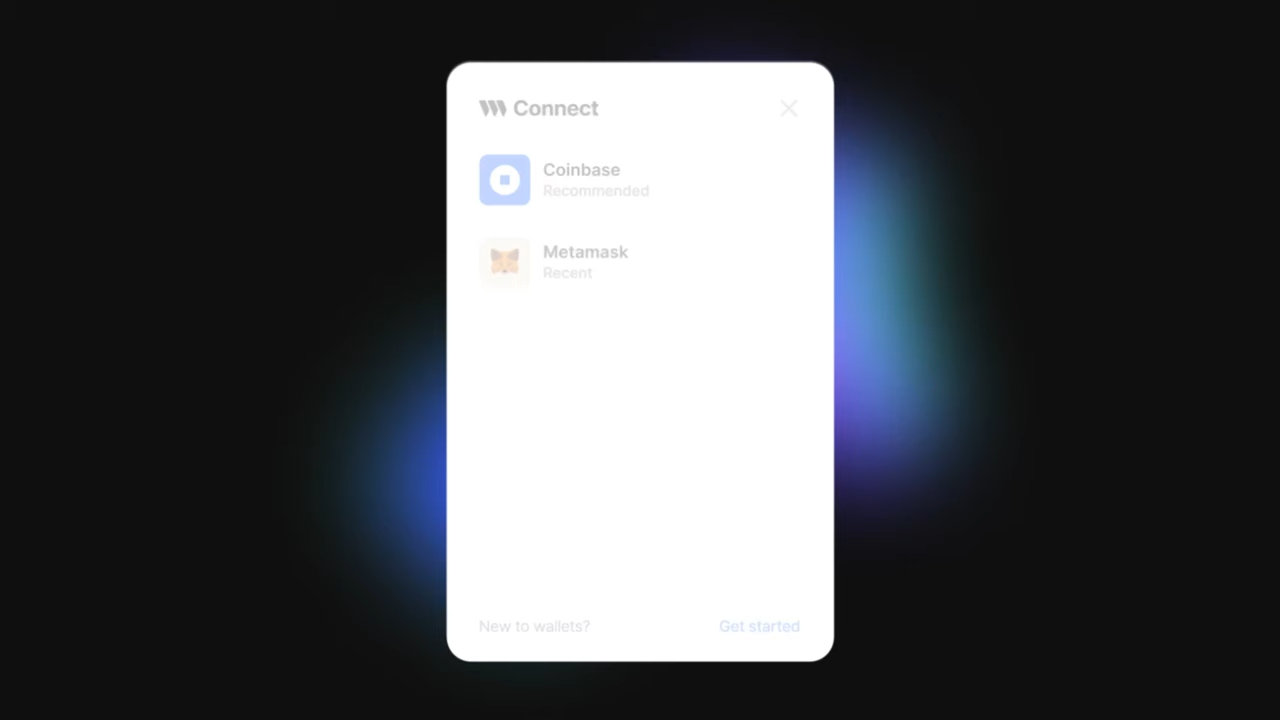 Connect
Coinbase
Recommended
Metamask
Recent
New to wallets?
Get started